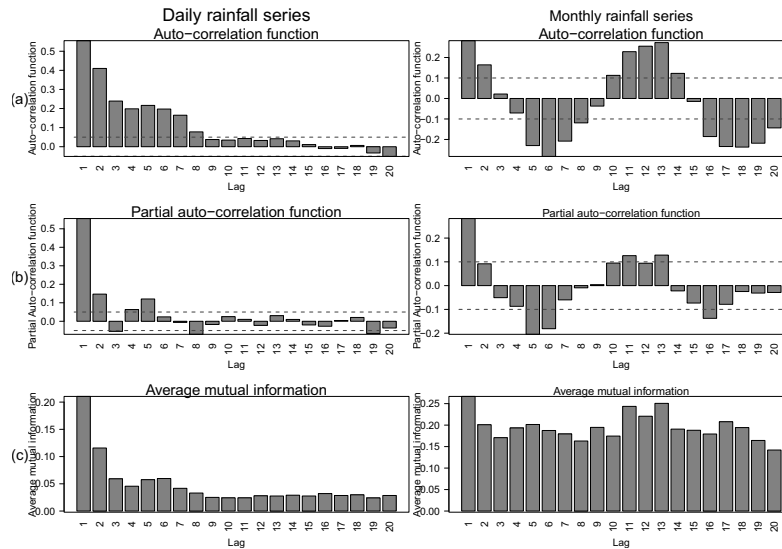 Daily rainfall series
Auto-correlation function
Monthly rainfall series
Auto-correlation function
(a)
Auto-correlation function
0.5
0.4
0.3
0.2
0.1
0.0
1 2 3 4 5 6 7 8 9 10 11 12 13 14 15 16 17 18 19 20
Lag
Auto-correlation function
0.2
0.1
0.0
-0.1
-0.2
1 2 3 4 5 6 7 8 9 10 11 12 13 14 15 16 17 18 19 20
Lag
Partial auto-correlation function
Partial auto-correlation function
(b)
Partial Auto-correlation function
0.5
0.4
0.3
0.2
0.1
0.0
1 2 3 4 5 6 7 8 9 10 11 12 13 14 15 16 17 18 19 20
Lag
Partial Auto-correlation function
0.2
0.1
0.0
-0.1
-0.2
1 2 3 4 5 6 7 8 9 10 11 12 13 14 15 16 17 18 19 20
Lag
Average mutual information
Average mutual information
(c)
Average mutual information
0.20
0.15
0.10
0.05
0.00
1 2 3 4 5 6 7 8 9 10 11 12 13 14 15 16 17 18 19 20
Lag
Average mutual information
0.25
0.20
0.15
0.10
0.05
0.00
1 2 3 4 5 6 7 8 9 10 11 12 13 14 15 16 17 18 19 20
Lag